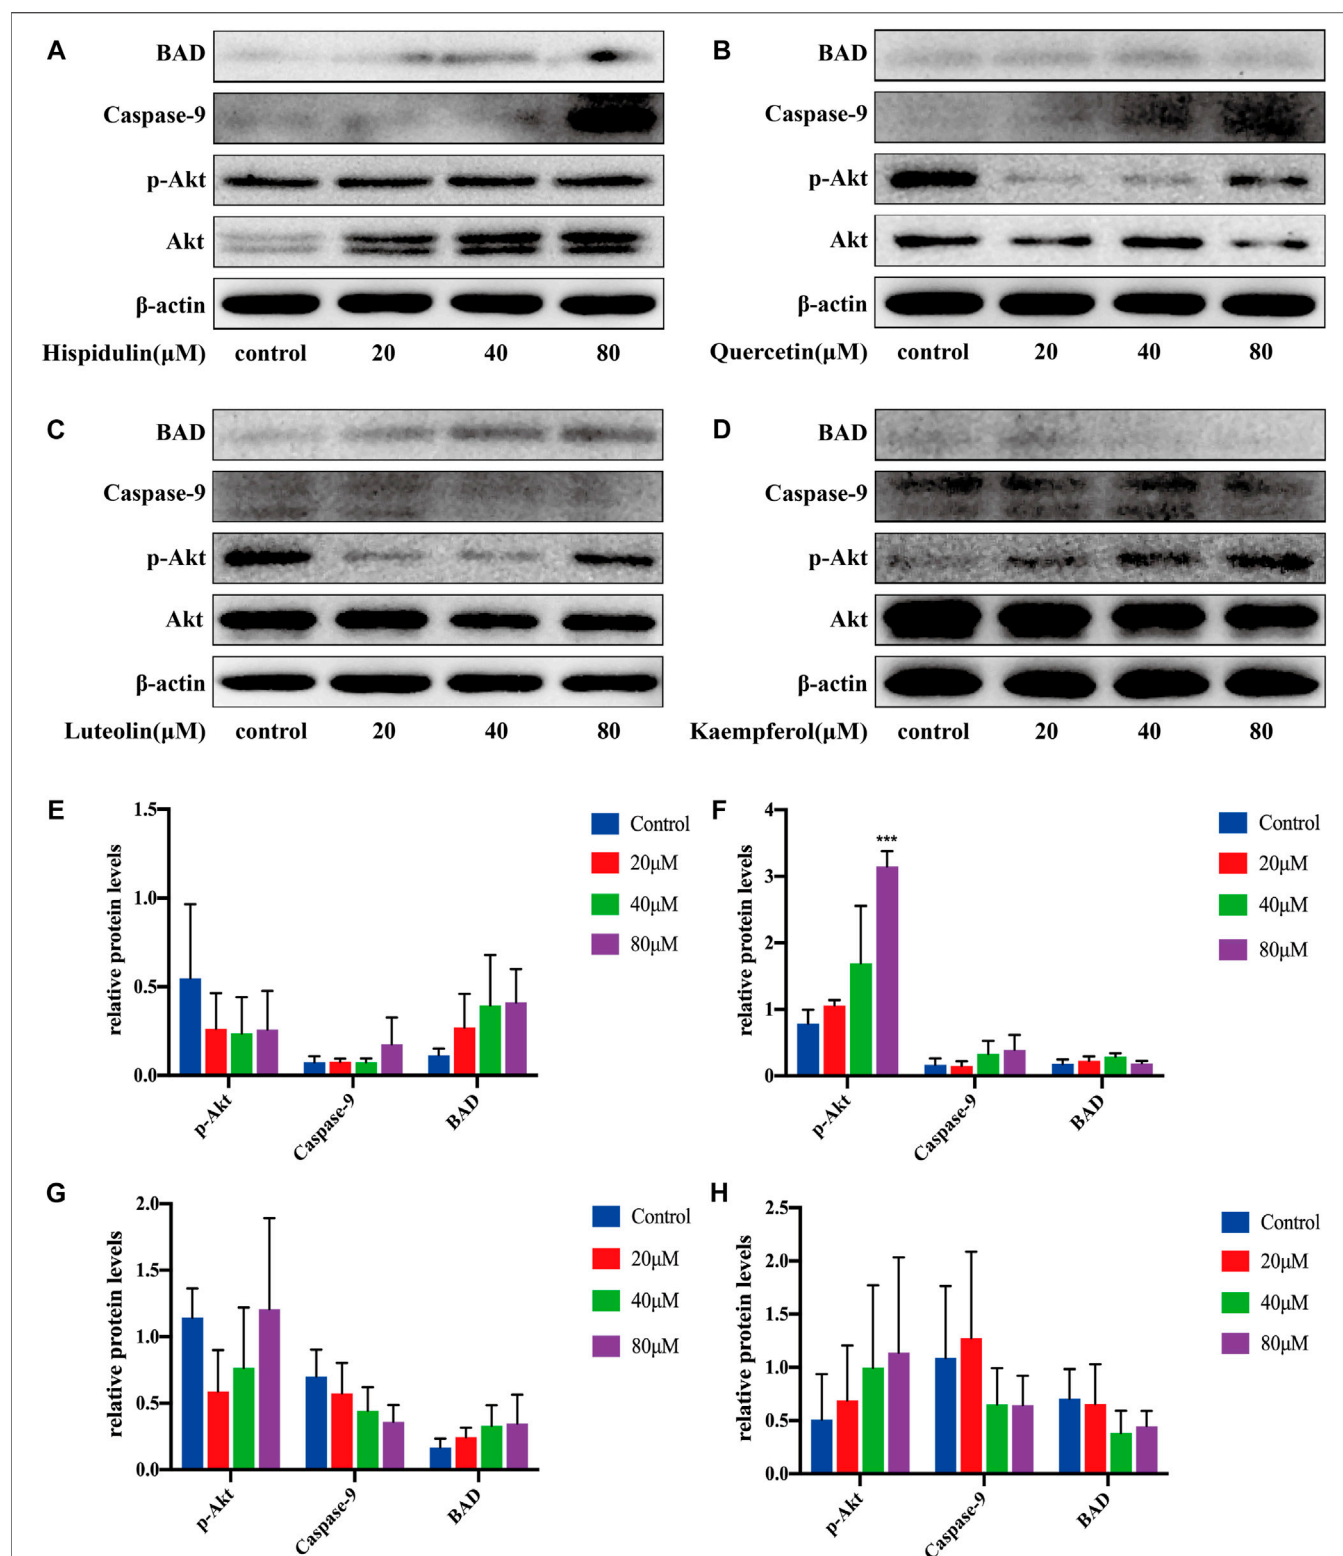 A
BAD
Caspase-9
p-Akt
Akt
β-actin
Hispidulin(μM) control 20 40 80
B
BAD
Caspase-9
p-Akt
Akt
β-actin
Quercetin(μM) control 20 40 80
C
BAD
Caspase-9
p-Akt
Akt
β-actin
Luteolin(μM) control 20 40 80
D
BAD
Caspase-9
p-Akt
Akt
β-actin
Kaempferol(μM) control 20 40 80
E
relative protein levels
1.5
1.0
0.5
0.0
p-Akt
Caspase-9
BAD
Control
20μM
40μM
80μM
F
relative protein levels
4
3
2
1
0
***
p-Akt
Caspase-9
BAD
Control
20μM
40μM
80μM
G
relative protein levels
2.0
1.5
1.0
0.5
0.0
p-Akt
Caspase-9
BAD
Control
20μM
40μM
80μM
H
relative protein levels
2.5
2.0
1.5
1.0
0.5
0.0
p-Akt
Caspase-9
BAD
Control
20μM
40μM
80μM